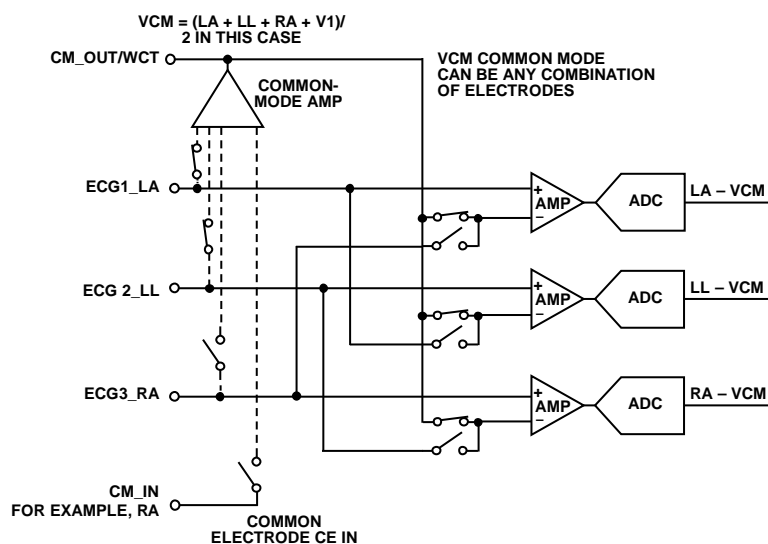 VCM = (LA + LL + RA + V1)/
2 IN THIS CASE
CM_OUT/WCT
COMMON-
MODE AMP
VCM COMMON MODE
CAN BE ANY COMBINATION
OF ELECTRODES
ECG1_LA
+
AMP
–
ADC
LA – VCM
ECG 2_LL
+
AMP
–
ADC
LL – VCM
ECG3_RA
+
AMP
–
ADC
RA – VCM
CM_IN
FOR EXAMPLE, RA
COMMON
ELECTRODE CE IN